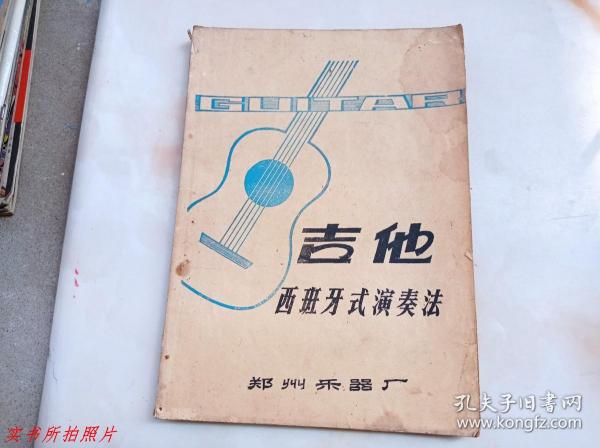 GUITAR
吉他
西班牙式演奏法
郑州乐器厂
实书所拍照片
孔夫子旧书网
www.kongfz.com